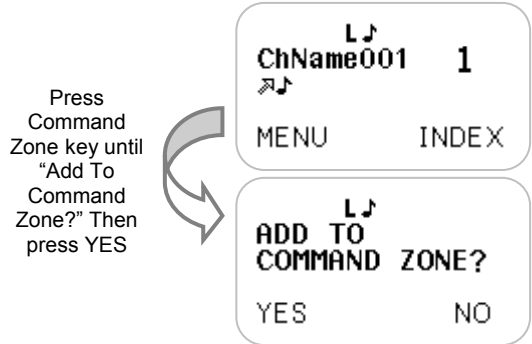 Press
Command
Zone key until
“Add To
Command
Zone?” Then
press YES
L♪
ChName001 1
♪
MENU INDEX
L♪
ADD TO
COMMAND ZONE?
YES NO